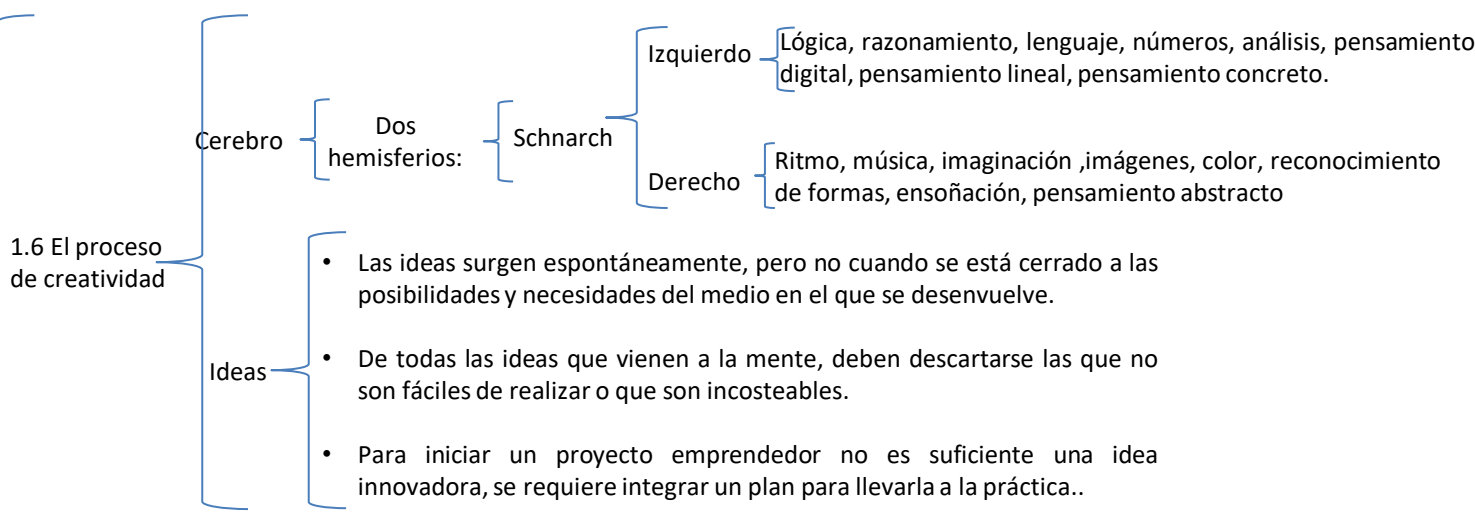 1.6 El proceso
de creatividad
Cerebro
Dos
hemisferios:
Schnarch
Izquierdo
Lógica, razonamiento, lenguaje, números, análisis, pensamiento
digital, pensamiento lineal, pensamiento concreto.
Derecho
Ritmo, música, imaginación ,imágenes, color, reconocimiento
de formas, ensoñación, pensamiento abstracto
Ideas
• Las ideas surgen espontáneamente, pero no cuando se está cerrado a las
posibilidades y necesidades del medio en el que se desenvuelve.
• De todas las ideas que vienen a la mente, deben descartarse las que no
son fáciles de realizar o que son incosteables.
• Para iniciar un proyecto emprendedor no es suficiente una idea
innovadora, se requiere integrar un plan para llevarla a la práctica..